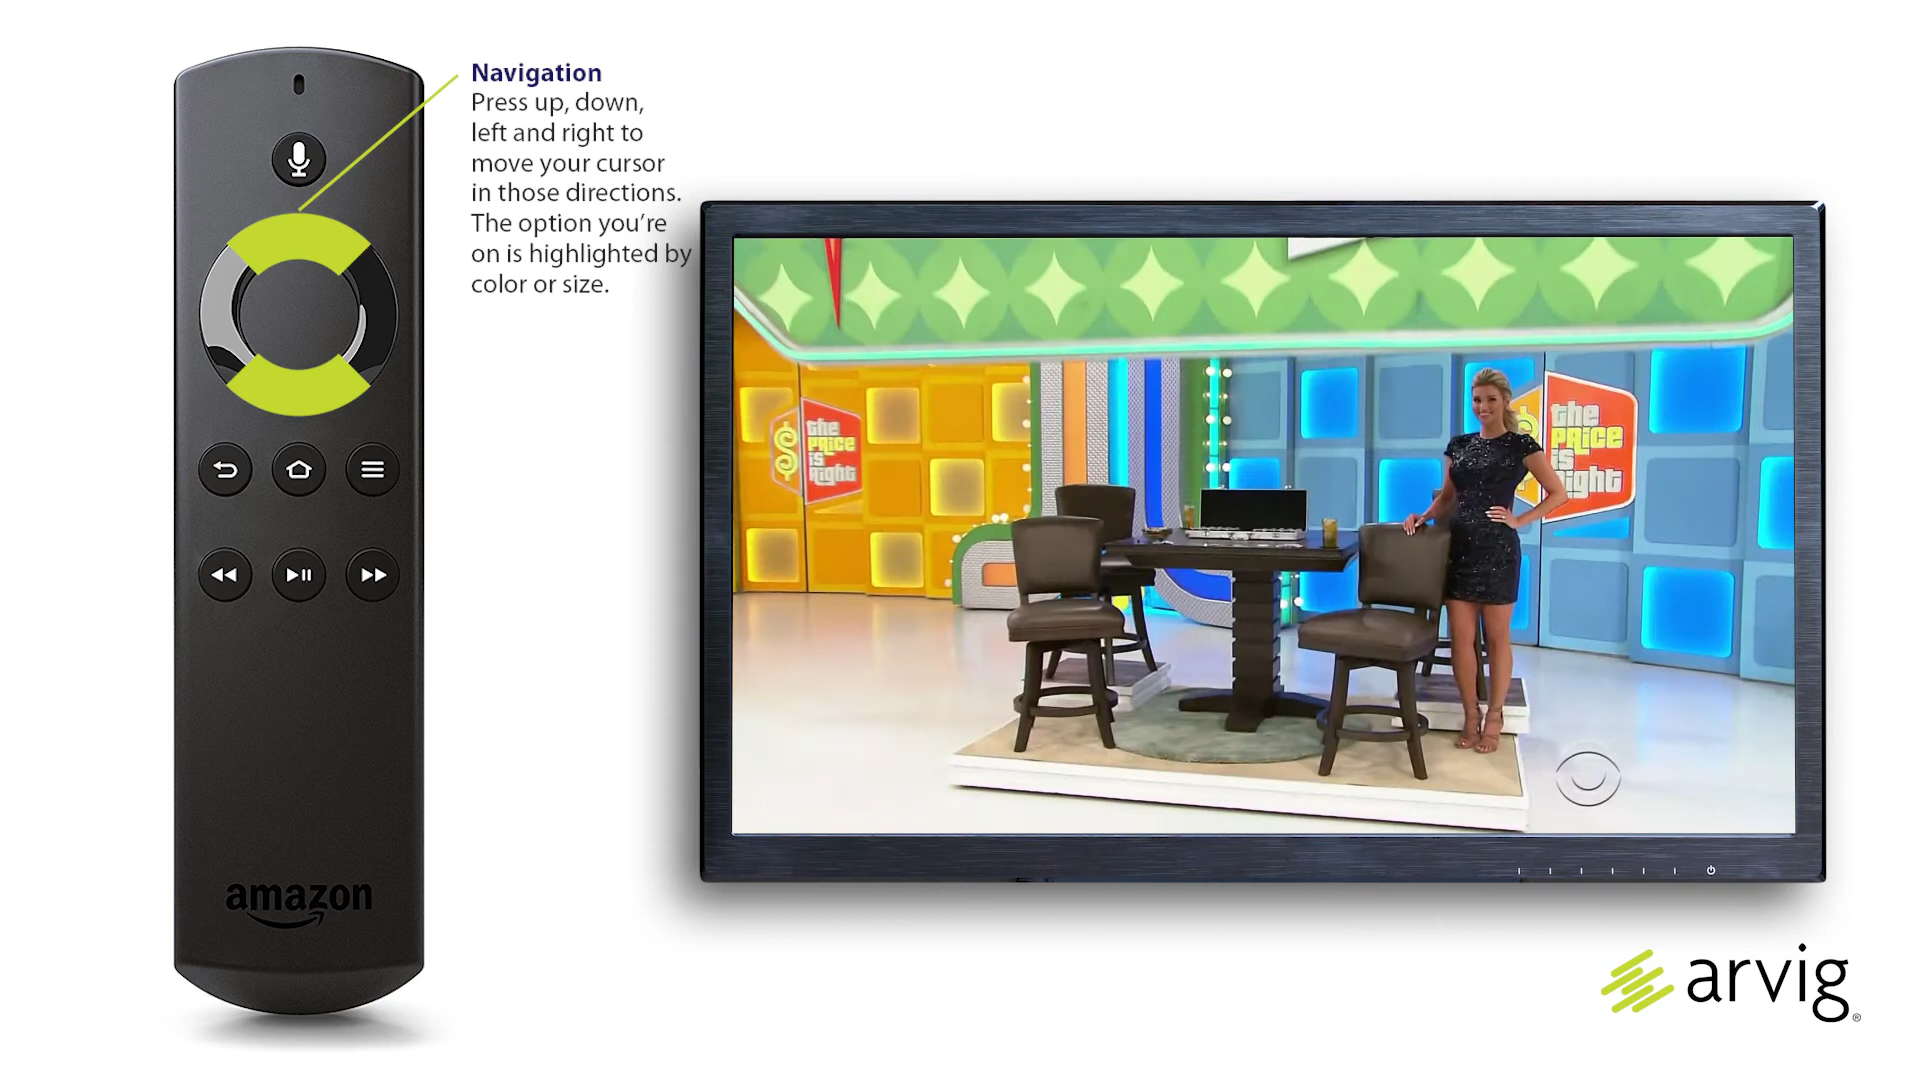 Navigation
Press up, down,
left and right to
move your cursor
in those directions.
The option you're
on is highlighted by
color or size.
amazon
$ the
PRICE
is
Right
the
PRICE
is
Right
arvig®